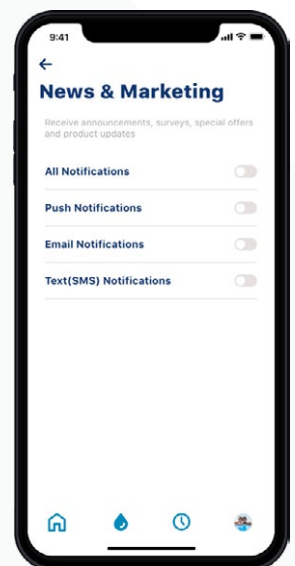 9:41
News & Marketing
Receive announcements, surveys, special offers
and product updates
All Notifications
Push Notifications
Email Notifications
Text(SMS) Notifications